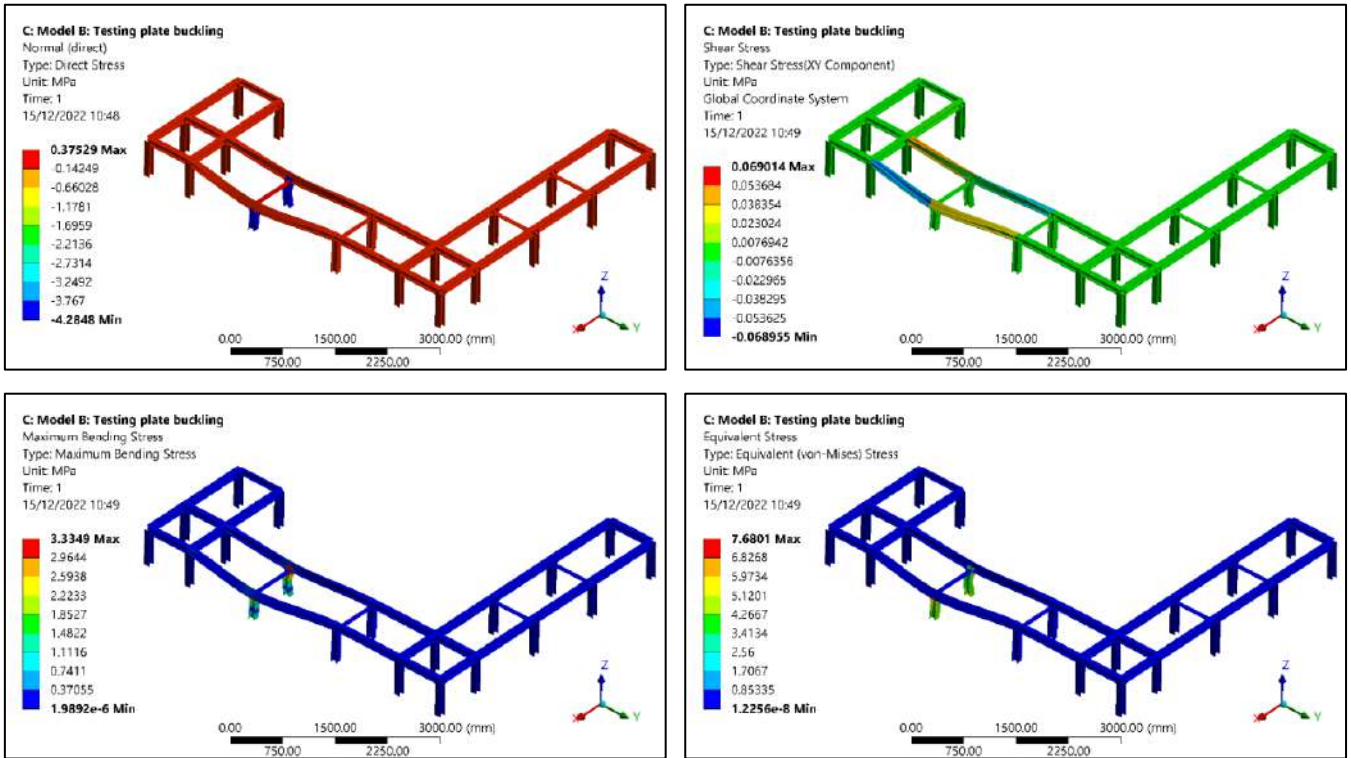 C: Model B: Testing plate buckling
Normal (direct)
Type: Direct Stress
Unit: MPa
Time: 1
15/12/2022 10:48
0.37529 Max
-0.14249
-0.66028
-1.1781
-1.6959
-2.2136
-2.7314
-3.2492
-3.767
-4.2848 Min
Z
X
Y
0.00 1500.00 3000.00 (mm)
750.00 2250.00
C: Model B: Testing plate buckling
Shear Stress
Type: Shear Stress(XY Component)
Unit: MPa
Global Coordinate System
Time: 1
15/12/2022 10:49
0.069014 Max
0.053684
0.038354
0.023024
0.0076942
-0.0076356
-0.022965
-0.038295
-0.053625
-0.068955 Min
Z
X
Y
0.00 1500.00 3000.00 (mm)
750.00 2250.00
C: Model B: Testing plate buckling
Maximum Bending Stress
Type: Maximum Bending Stress
Unit: MPa
Time: 1
15/12/2022 10:49
3.3349 Max
2.9644
2.5938
2.2233
1.8527
1.4822
1.1116
0.7411
0.37055
1.9892e-6 Min
Z
X
Y
0.00 1500.00 3000.00 (mm)
750.00 2250.00
C: Model B: Testing plate buckling
Equivalent Stress
Type: Equivalent (von-Mises) Stress
Unit: MPa
Time: 1
15/12/2022 10:49
7.6801 Max
6.8268
5.9734
5.1201
4.2667
3.4134
2.56
1.7067
0.85335
1.2256e-8 Min
Z
X
Y
0.00 1500.00 3000.00 (mm)
750.00 2250.00